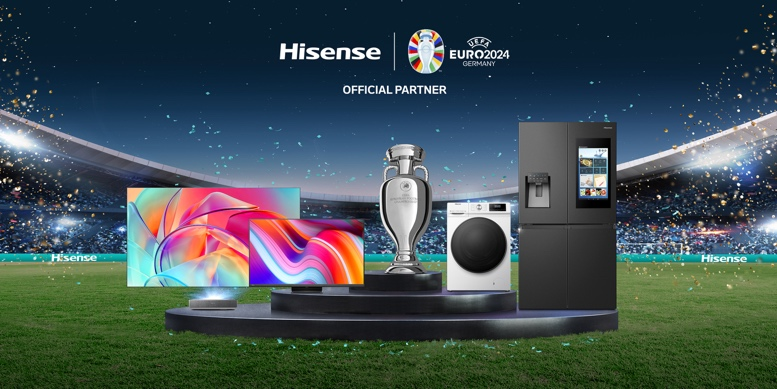 Hisense
UEFA
EURO2024
GERMANY
OFFICIAL PARTNER
Hisense
Hisense